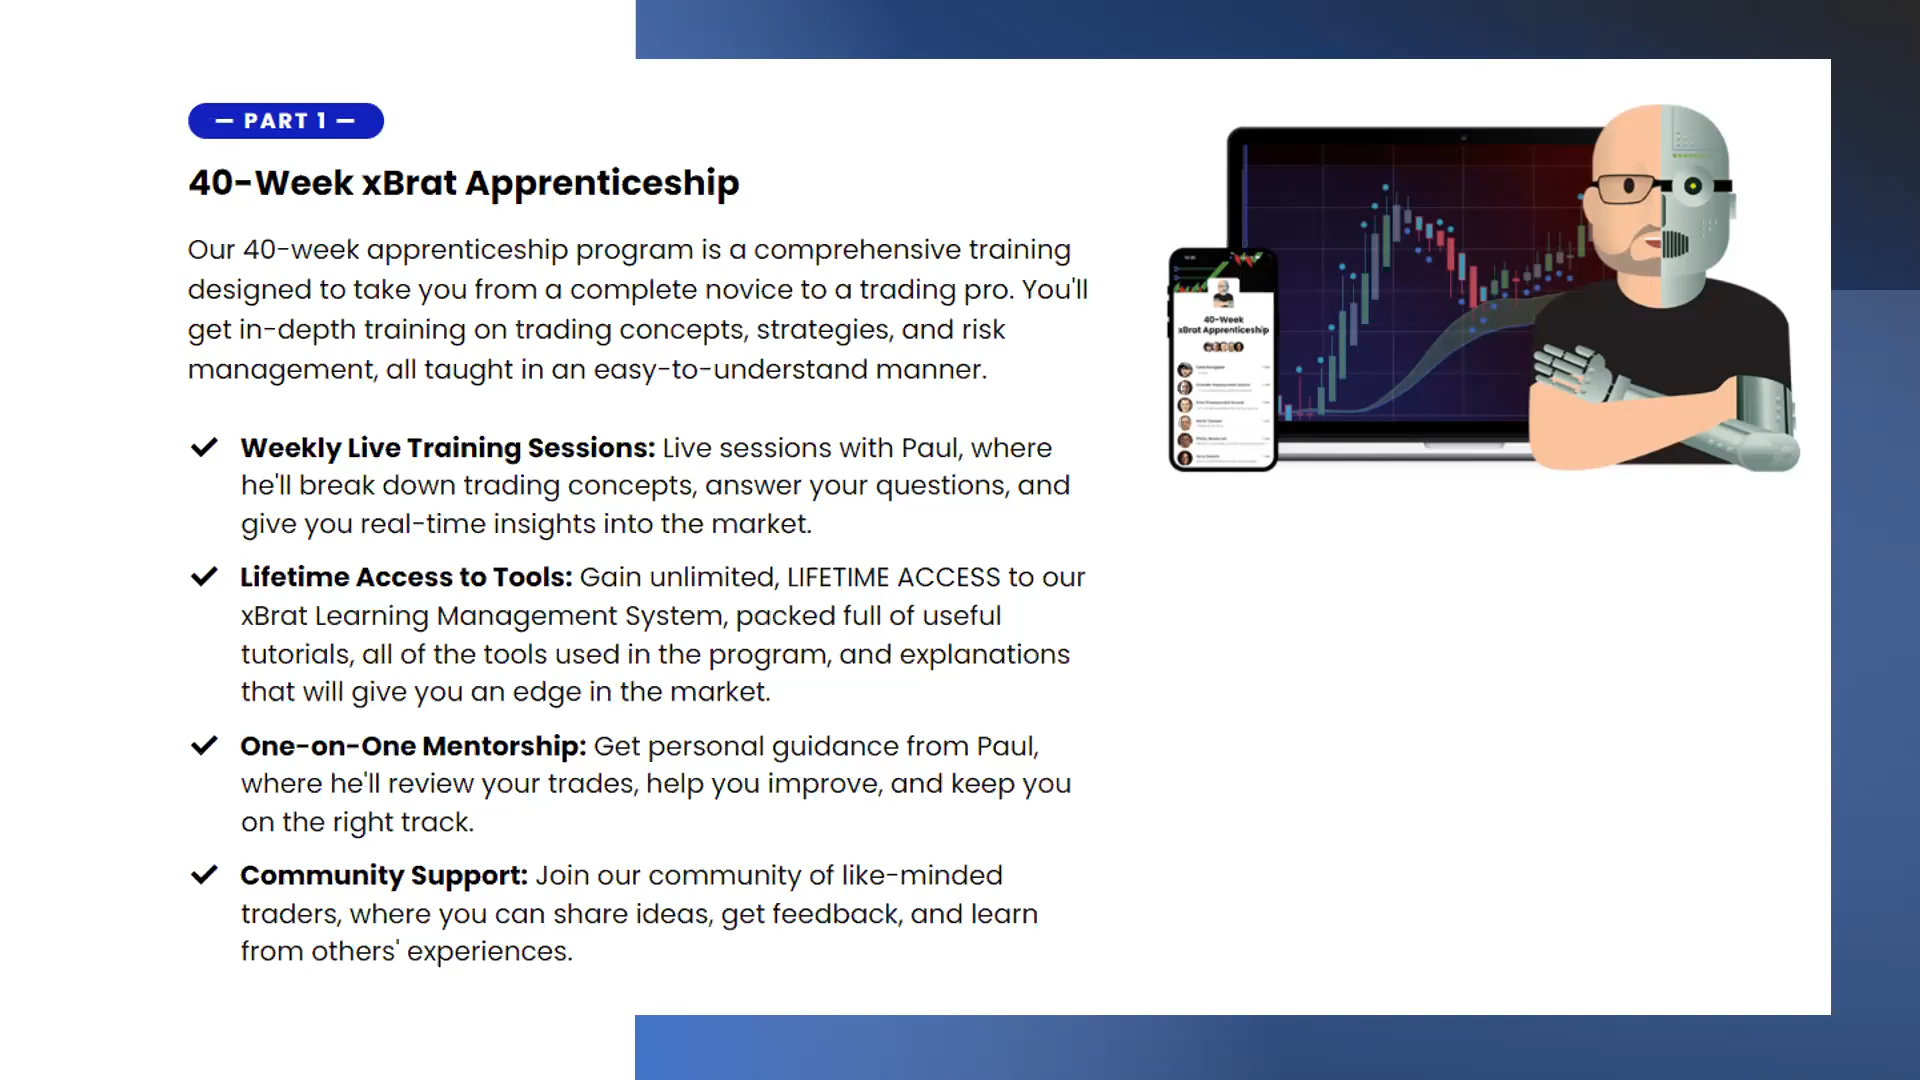 — PART 1 —
40-Week xBrat Apprenticeship
Our 40-week apprenticeship program is a comprehensive training
designed to take you from a complete novice to a trading pro. You'll
get in-depth training on trading concepts, strategies, and risk
management, all taught in an easy-to-understand manner.
Weekly Live Training Sessions: Live sessions with Paul, where
he'll break down trading concepts, answer your questions, and
give you real-time insights into the market.
Lifetime Access to Tools: Gain unlimited, LIFETIME ACCESS to our
xBrat Learning Management System, packed full of useful
tutorials, all of the tools used in the program, and explanations
that will give you an edge in the market.
One-on-One Mentorship: Get personal guidance from Paul,
where he'll review your trades, help you improve, and keep you
on the right track.
Community Support: Join our community of like-minded
traders, where you can share ideas, get feedback, and learn
from others' experiences.
40-Week
xBrat Apprenticeship